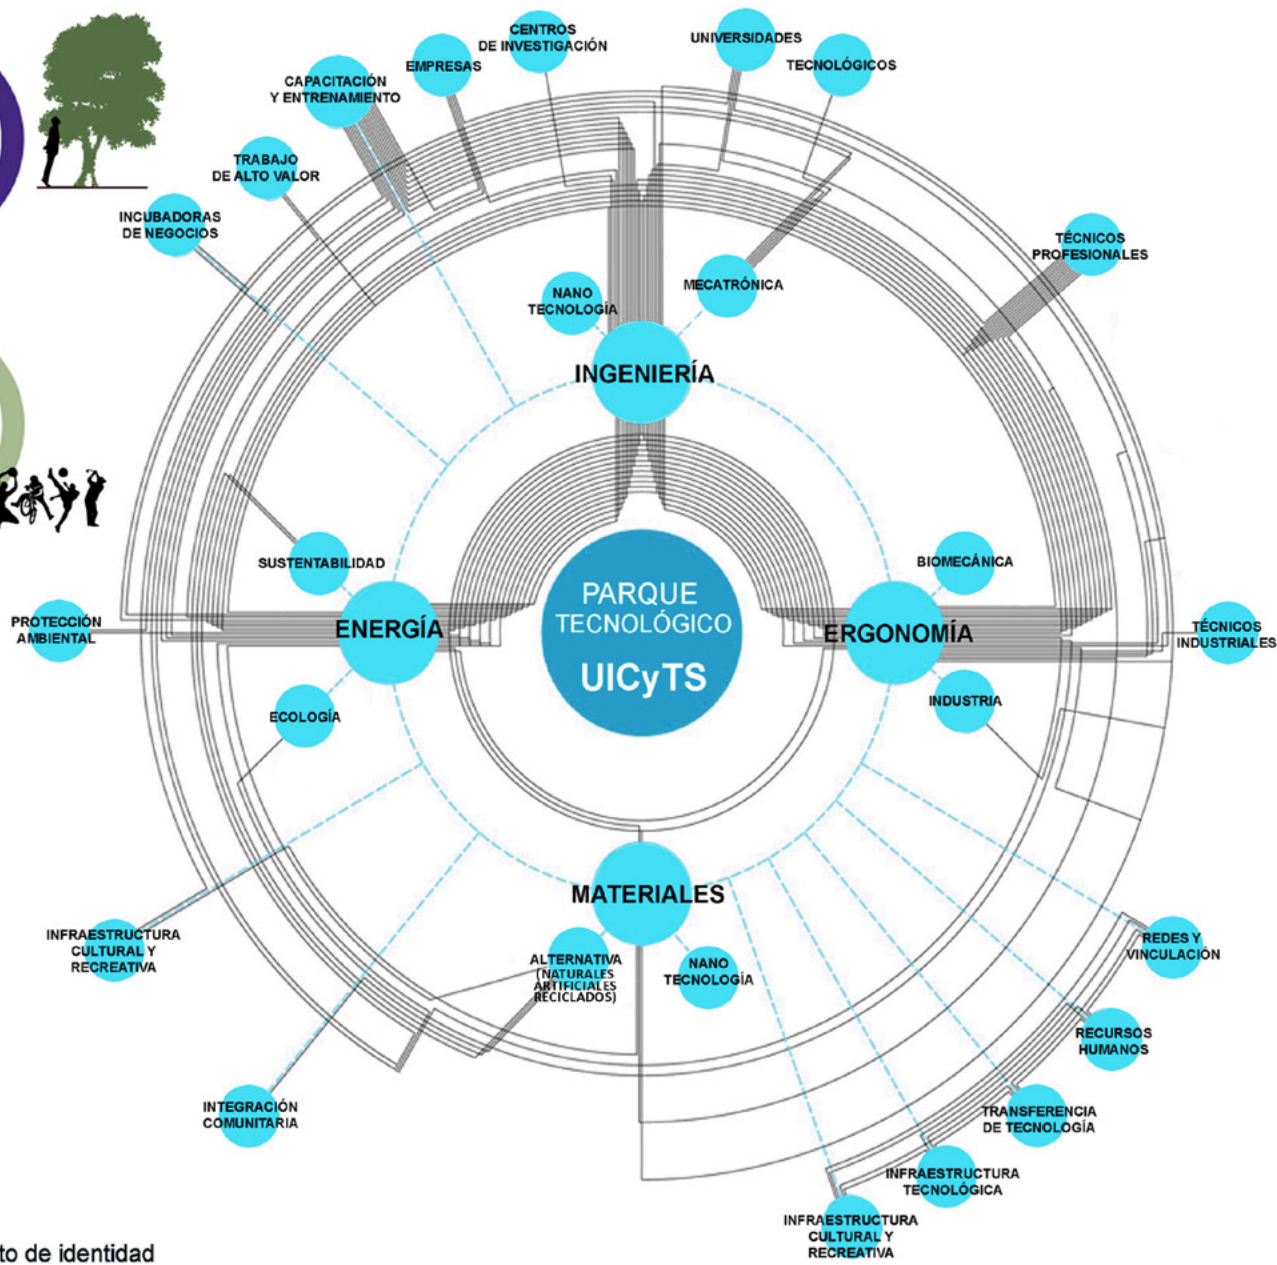 CENTROS
DE INVESTIGACIÓN
UNIVERSIDADES
TECNOLÓGICOS
EMPRESAS
CAPACITACIÓN
Y ENTRENAMIENTO
TRABAJO
DE ALTO VALOR
INCUBADORAS
DE NEGOCIOS
TÉCNICOS
PROFESIONALES
NANO
TECNOLOGÍA
MECATRÓNICA
INGENIERÍA
SUSTENTABILIDAD
BIOMECÁNICA
PROTECCIÓN
AMBIENTAL
ENERGÍA
PARQUE
TECNOLÓGICO
UICyTS
ERGONOMÍA
TÉCNICOS
INDUSTRIALES
ECOLOGÍA
INDUSTRIA
MATERIALES
INFRAESTRUCTURA
CULTURAL Y
RECREATIVA
ALTERNATIVA
(NATURALES
ARTIFICIALES
RECICLADOS)
NANO
TECNOLOGÍA
REDES Y
VINCULACIÓN
RECURSOS
HUMANOS
INTEGRACIÓN
COMUNITARIA
TRANSFERENCIA
DE TECNOLOGÍA
INFRAESTRUCTURA
TECNOLÓGICA
INFRAESTRUCTURA
CULTURAL Y
RECREATIVA
to de identidad